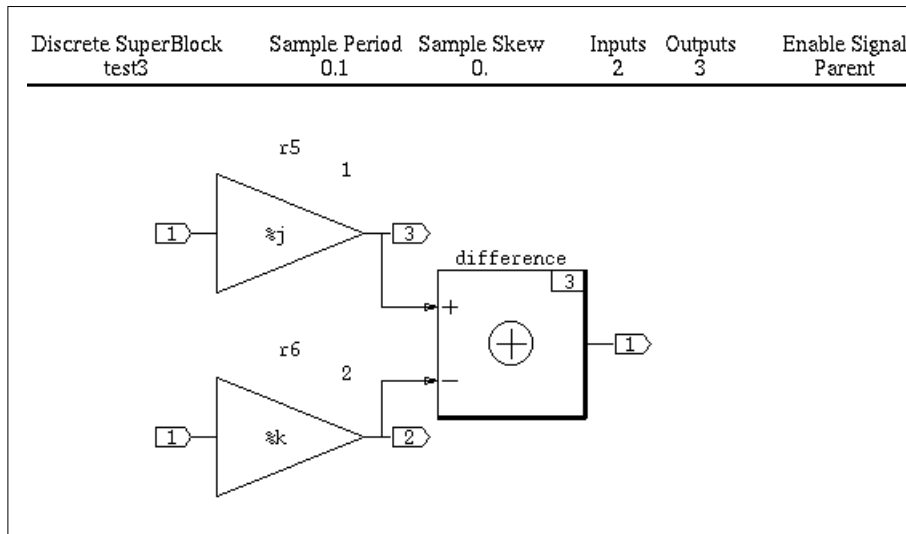 Discrete SuperBlock Sample Period Sample Skew Inputs Outputs Enable Signal
test3 0.1 0. 2 3 Parent
r5
1
1 %j 3
difference
3
+
r6
1
2
−
1 %k 2